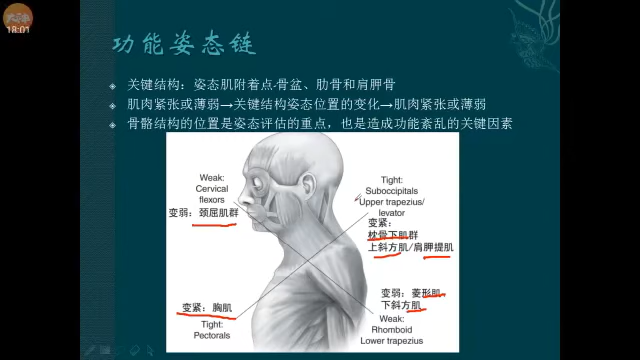 18:01
功能姿态链
关键结构：姿态肌附着点-骨盆、肋骨和肩胛骨
肌肉紧张或薄弱→关键结构姿态位置的变化→肌肉紧张或薄弱
骨骼结构的位置是姿态评估的重点，也是造成功能紊乱的关键因素
Weak:
Cervical
flexors
变弱：颈屈肌群
Tight:
Suboccipitals
Upper trapezius/
levator
变紧：
枕骨下肌群
上斜方肌/肩胛提肌
变紧：胸肌
Tight:
Pectorals
变弱：菱形肌
下斜方肌
Weak:
Rhomboid
Lower trapezius